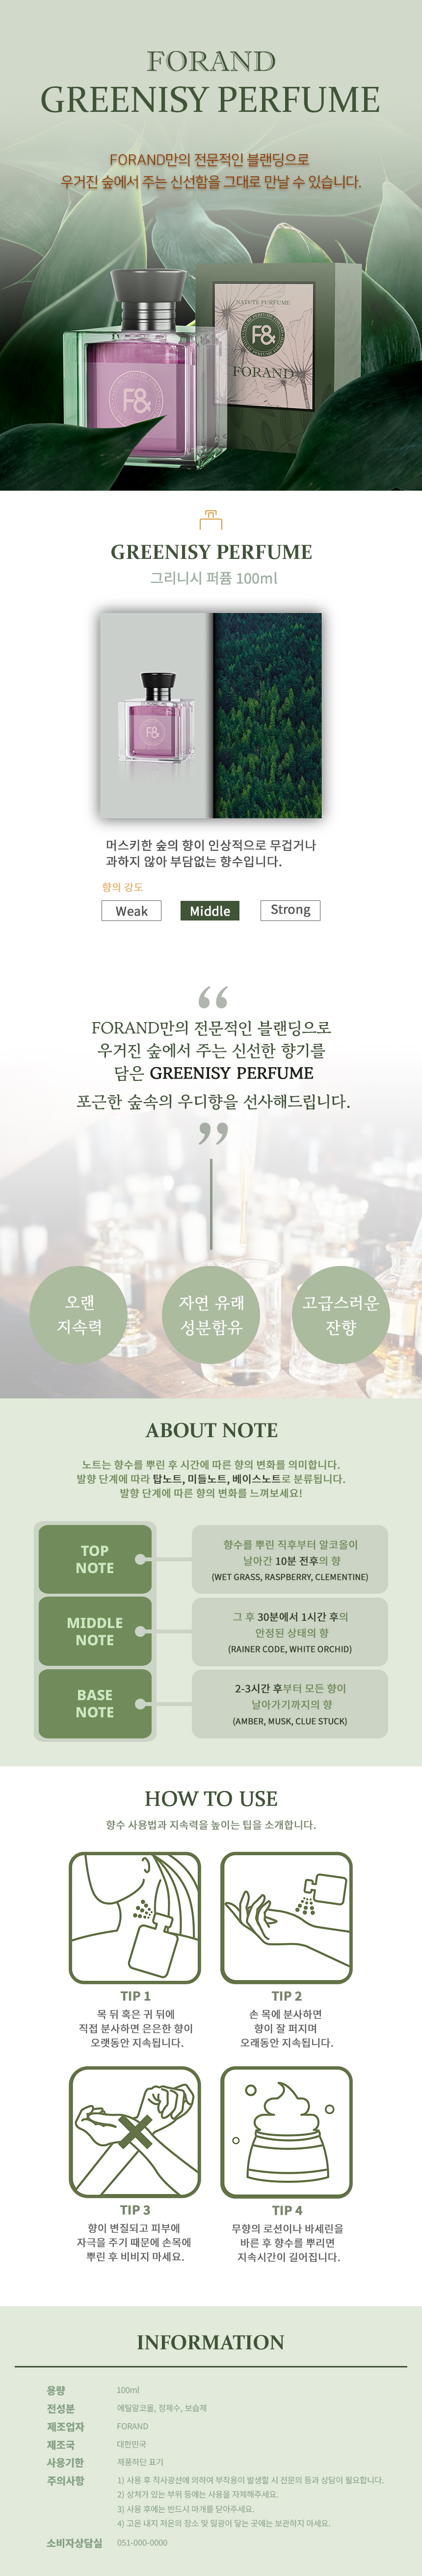 FORAND
GREENISY PERFUME
FORAND만의 전문적인 블랜딩으로
우거진 숲에서 주는 신선함을 그대로 만날 수 있습니다.
NATUTE PURFUME
F&
FORAND
F&
GREENISY PERFUME
그리니시 퍼퓸 100ml
F&
머스키한 숲의 향이 인상적으로 무겁거나
과하지 않아 부담없는 향수입니다.
향의 강도
Weak Middle Strong
“
FORAND만의 전문적인 블랜딩으로
우거진 숲에서 주는 신선한 향기를
담은 GREENISY PERFUME
포근한 숲속의 우디향을 선사해드립니다.
”
오랜
지속력
자연 유래
성분함유
고급스러운
잔향
ABOUT NOTE
노트는 향수를 뿌린 후 시간에 따른 향의 변화를 의미합니다.
발향 단계에 따라 탑노트, 미들노트, 베이스노트로 분류됩니다.
발향 단계에 따른 향의 변화를 느껴보세요!
TOP
NOTE
향수를 뿌린 직후부터 알코올이
날아간 10분 전후의 향
(WET GRASS, RASPBERRY, CLEMENTINE)
MIDDLE
NOTE
그 후 30분에서 1시간 후의
안정된 상태의 향
(RAINER CODE, WHITE ORCHID)
BASE
NOTE
2-3시간 후부터 모든 향이
날아가기까지의 향
(AMBER, MUSK, CLUE STUCK)
HOW TO USE
향수 사용법과 지속력을 높이는 팁을 소개합니다.
TIP 1
목 뒤 혹은 귀 뒤에
직접 분사하면 은은한 향이
오랫동안 지속됩니다.
TIP 2
손 목에 분사하면
향이 잘 퍼지며
오래동안 지속됩니다.
TIP 3
향이 변질되고 피부에
자극을 주기 때문에 손목에
뿌린 후 비비지 마세요.
TIP 4
무향의 로션이나 바세린을
바른 후 향수를 뿌리면
지속시간이 길어집니다.
INFORMATION
용량 100ml
전성분 에틸알코올, 정제수, 보습제
제조업자 FORAND
제조국 대한민국
사용기한 제품하단 표기
주의사항 1) 사용 후 직사광선에 의하여 부작용이 발생할 시 전문의 등과 상담이 필요합니다.
2) 상처가 있는 부위 등에는 사용을 자제해주세요.
3) 사용 후에는 반드시 마개를 닫아주세요.
4) 고온 내지 저온의 장소 및 일광이 닿는 곳에는 보관하지 마세요.
소비자상담실 051-000-0000